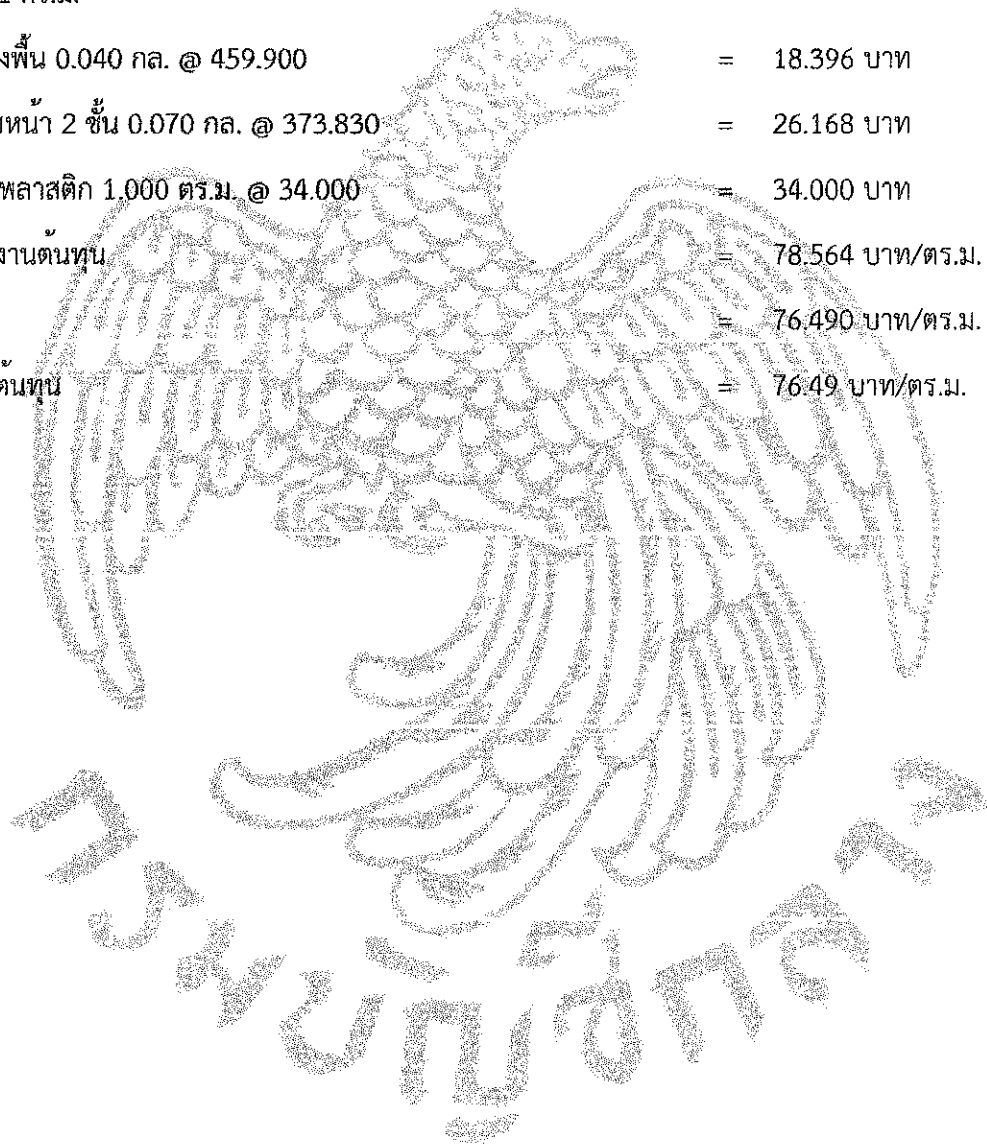 งพื้น 0.040 กล. @ 459.900 = 18.396 บาท
หน้า 2 ชั้น 0.070 กล. @ 373.830 = 26.168 บาท
พลาสติก 1.000 ตร.ม. @ 34.000 = 34.000 บาท
งานต้นทุน = 78.564 บาท/ตร.ม.
= 76.490 บาท/ตร.ม.
ต้นทุน = 76.49 บาท/ตร.ม.
กรมบัญชีกลาง